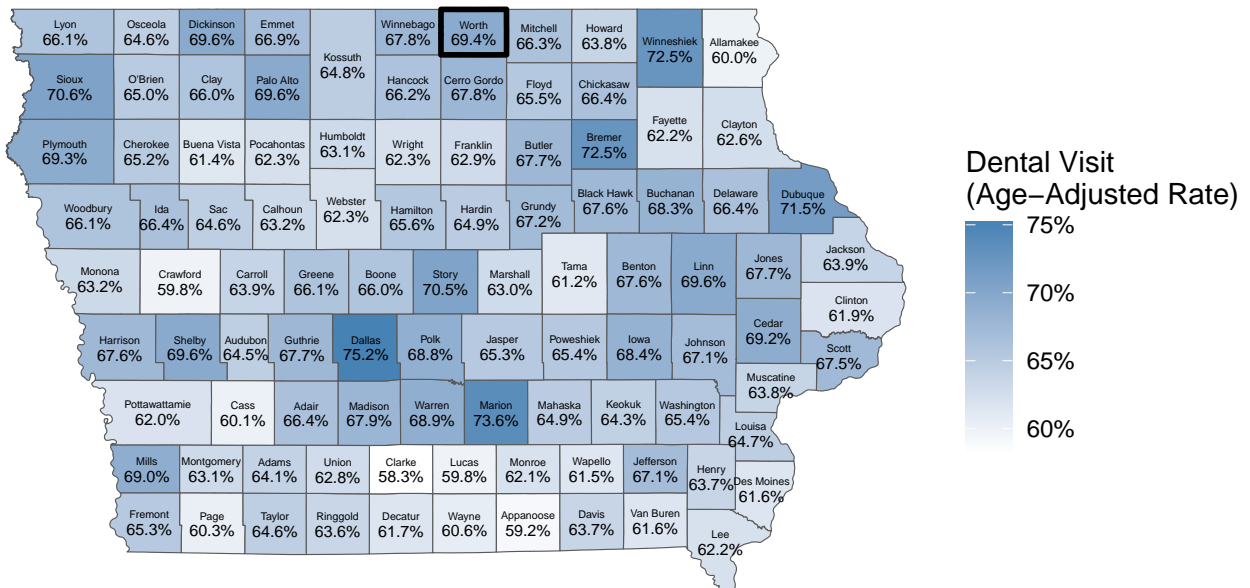 Lyon
66.1%
Osceola
64.6%
Dickinson
69.6%
Emmet
66.9%
Kossuth
64.8%
Winnebago
67.8%
Worth
69.4%
Mitchell
66.3%
Howard
63.8%
Winneshiek
72.5%
Allamakee
60.0%
Sioux
70.6%
O'Brien
65.0%
Clay
66.0%
Palo Alto
69.6%
Hancock
66.2%
Cerro Gordo
67.8%
Floyd
65.5%
Chickasaw
66.4%
Fayette
62.2%
Clayton
62.6%
Plymouth
69.3%
Cherokee
65.2%
Buena Vista
61.4%
Pocahontas
62.3%
Humboldt
63.1%
Wright
62.3%
Franklin
62.9%
Butler
67.7%
Bremer
72.5%
Woodbury
66.1%
Ida
66.4%
Sac
64.6%
Calhoun
63.2%
Webster
62.3%
Hamilton
65.6%
Hardin
64.9%
Grundy
67.2%
Black Hawk
67.6%
Buchanan
68.3%
Delaware
66.4%
Dubuque
71.5%
Monona
63.2%
Crawford
59.8%
Carroll
63.9%
Greene
66.1%
Boone
66.0%
Story
70.5%
Marshall
63.0%
Tama
61.2%
Benton
67.6%
Linn
69.6%
Jones
67.7%
Jackson
63.9%
Clinton
61.9%
Harrison
67.6%
Shelby
69.6%
Audubon
64.5%
Guthrie
67.7%
Dallas
75.2%
Polk
68.8%
Jasper
65.3%
Poweshiek
65.4%
Iowa
68.4%
Johnson
67.1%
Cedar
69.2%
Scott
67.5%
Muscatine
63.8%
Pottawattamie
62.0%
Cass
60.1%
Adair
66.4%
Madison
67.9%
Warren
68.9%
Marion
73.6%
Mahaska
64.9%
Keokuk
64.3%
Washington
65.4%
Louisa
64.7%
Mills
69.0%
Montgomery
63.1%
Adams
64.1%
Union
62.8%
Clarke
58.3%
Lucas
59.8%
Monroe
62.1%
Wapello
61.5%
Jefferson
67.1%
Henry
63.7%
Des Moines
61.6%
Fremont
65.3%
Page
60.3%
Taylor
64.6%
Ringgold
63.6%
Decatur
61.7%
Wayne
60.6%
Appanoose
59.2%
Davis
63.7%
Van Buren
61.6%
Lee
62.2%
Dental Visit
(Age−Adjusted Rate)
75%
70%
65%
60%